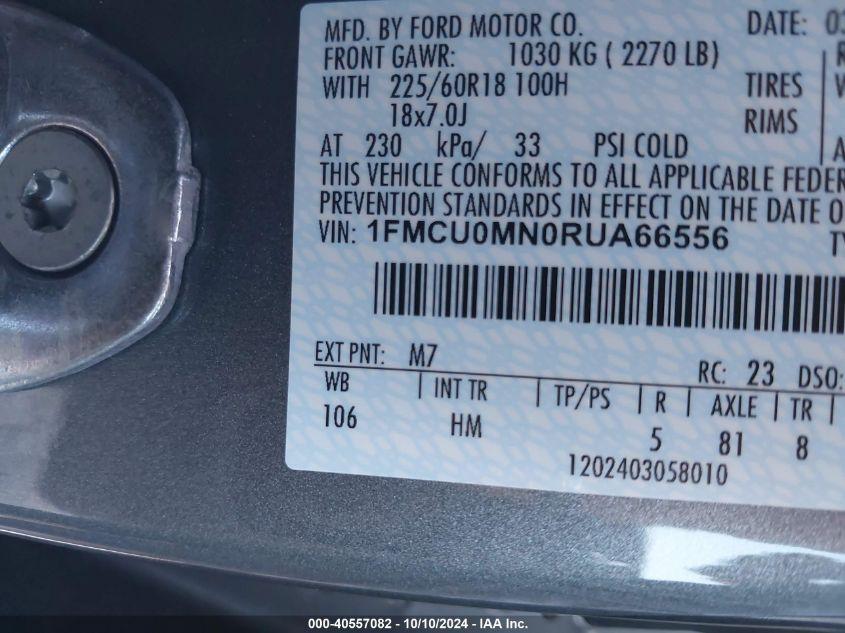 MFD. BY FORD MOTOR CO. DATE: 03
FRONT GAWR: 1030 KG ( 2270 LB)
WITH 225/60R18 100H TIRES
18x7.0J RIMS
AT 230 kPa/ 33 PSI COLD
THIS VEHICLE CONFORMS TO ALL APPLICABLE FEDER
PREVENTION STANDARDS IN EFFECT ON THE DATE O
VIN: 1FMCU0MN0RUA66556
EXT PNT: M7 RC: 23 DSO:
WB | INT TR | TP/PS | R | AXLE | TR |
106 HM 5 81 8
1202403058010
000-40557082 - 10/10/2024 - IAA Inc.